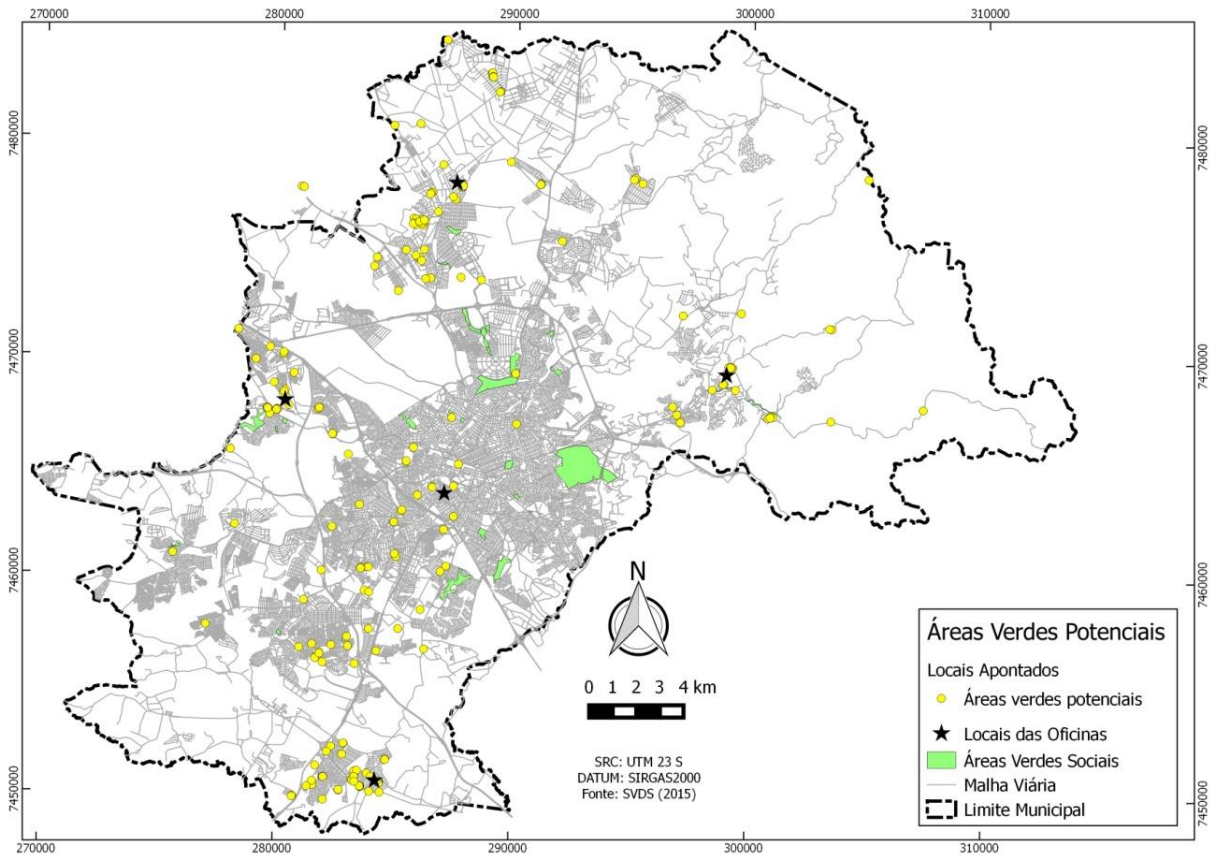 270000 280000 290000 300000 310000
7480000
7480000
7470000
7470000
7460000
7460000
7450000
7450000
N
0 1 2 3 4 km
SRC: UTM 23 S
DATUM: SIRGAS2000
Fonte: SVDS (2015)
Áreas Verdes Potenciais
Locais Apontados
Áreas verdes potenciais
Locais das Oficinas
Áreas Verdes Sociais
Malha Viária
Limite Municipal
270000 280000 290000 300000 310000